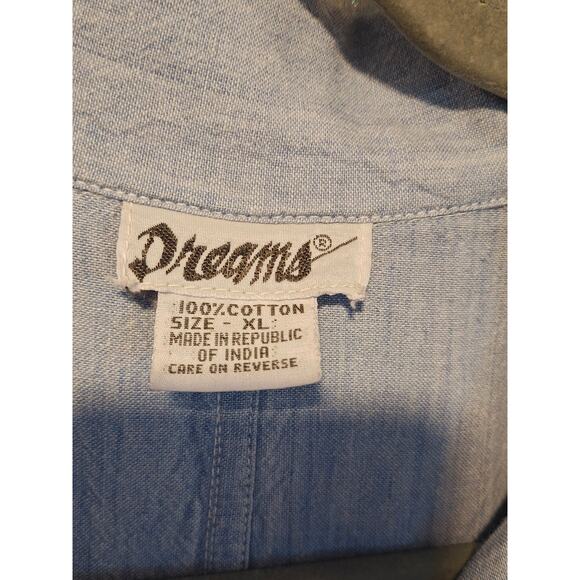 Dreams®
100% COTTON
SIZE - XL
MADE IN REPUBLIC
OF INDIA
CARE ON REVERSE